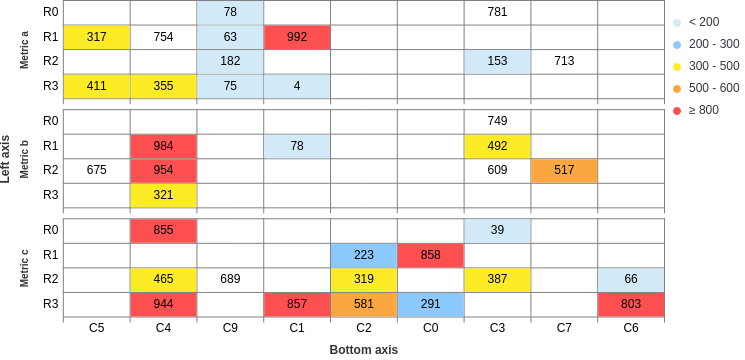 R0 78 781
R1 317 754 63 992
R2 182 153 713
R3 411 355 75 4
Metric a
R0 749
R1 984 78 492
R2 675 954 609 517
R3 321
Metric b
R0 855 39
R1 223 858
R2 465 689 319 387 66
R3 944 857 581 291 803
Metric c
Left axis
C5 C4 C9 C1 C2 C0 C3 C7 C6
Bottom axis
< 200
200 - 300
300 - 500
500 - 600
≥ 800